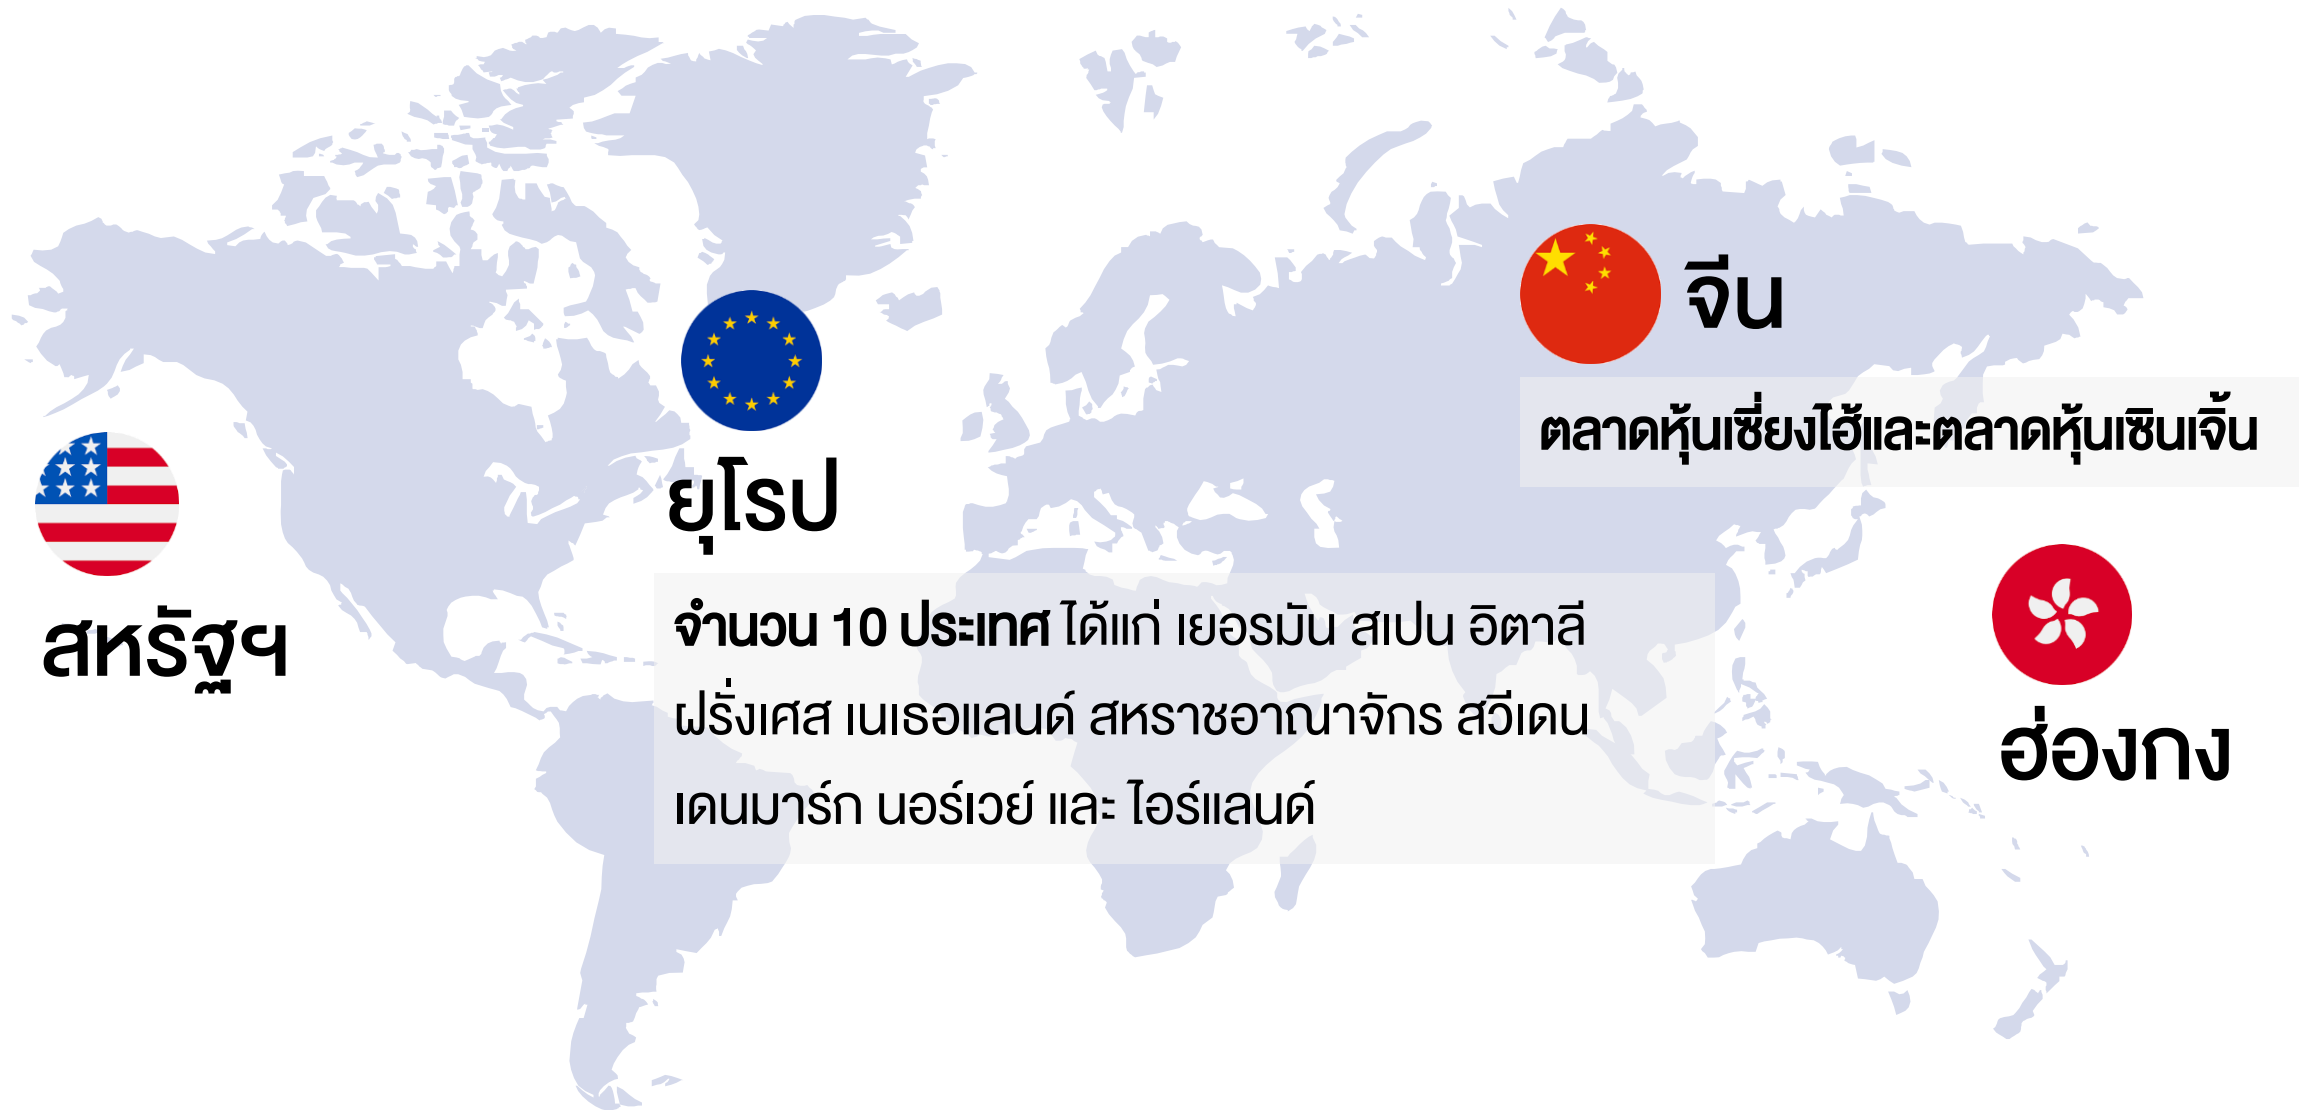 สหรัฐฯ
ยุโรป
จำนวน 10 ประเทศ ได้แก่ เยอรมัน สเปน อิตาลี
ฝรั่งเศส เนเธอแลนด์ สหราชอาณาจักร สวีเดน
เดนมาร์ก นอร์เวย์ และ ไอร์แลนด์
จีน
ตลาดหุ้นเซี่ยงไฮ้และตลาดหุ้นเซินเจิ้น
ฮ่องกง